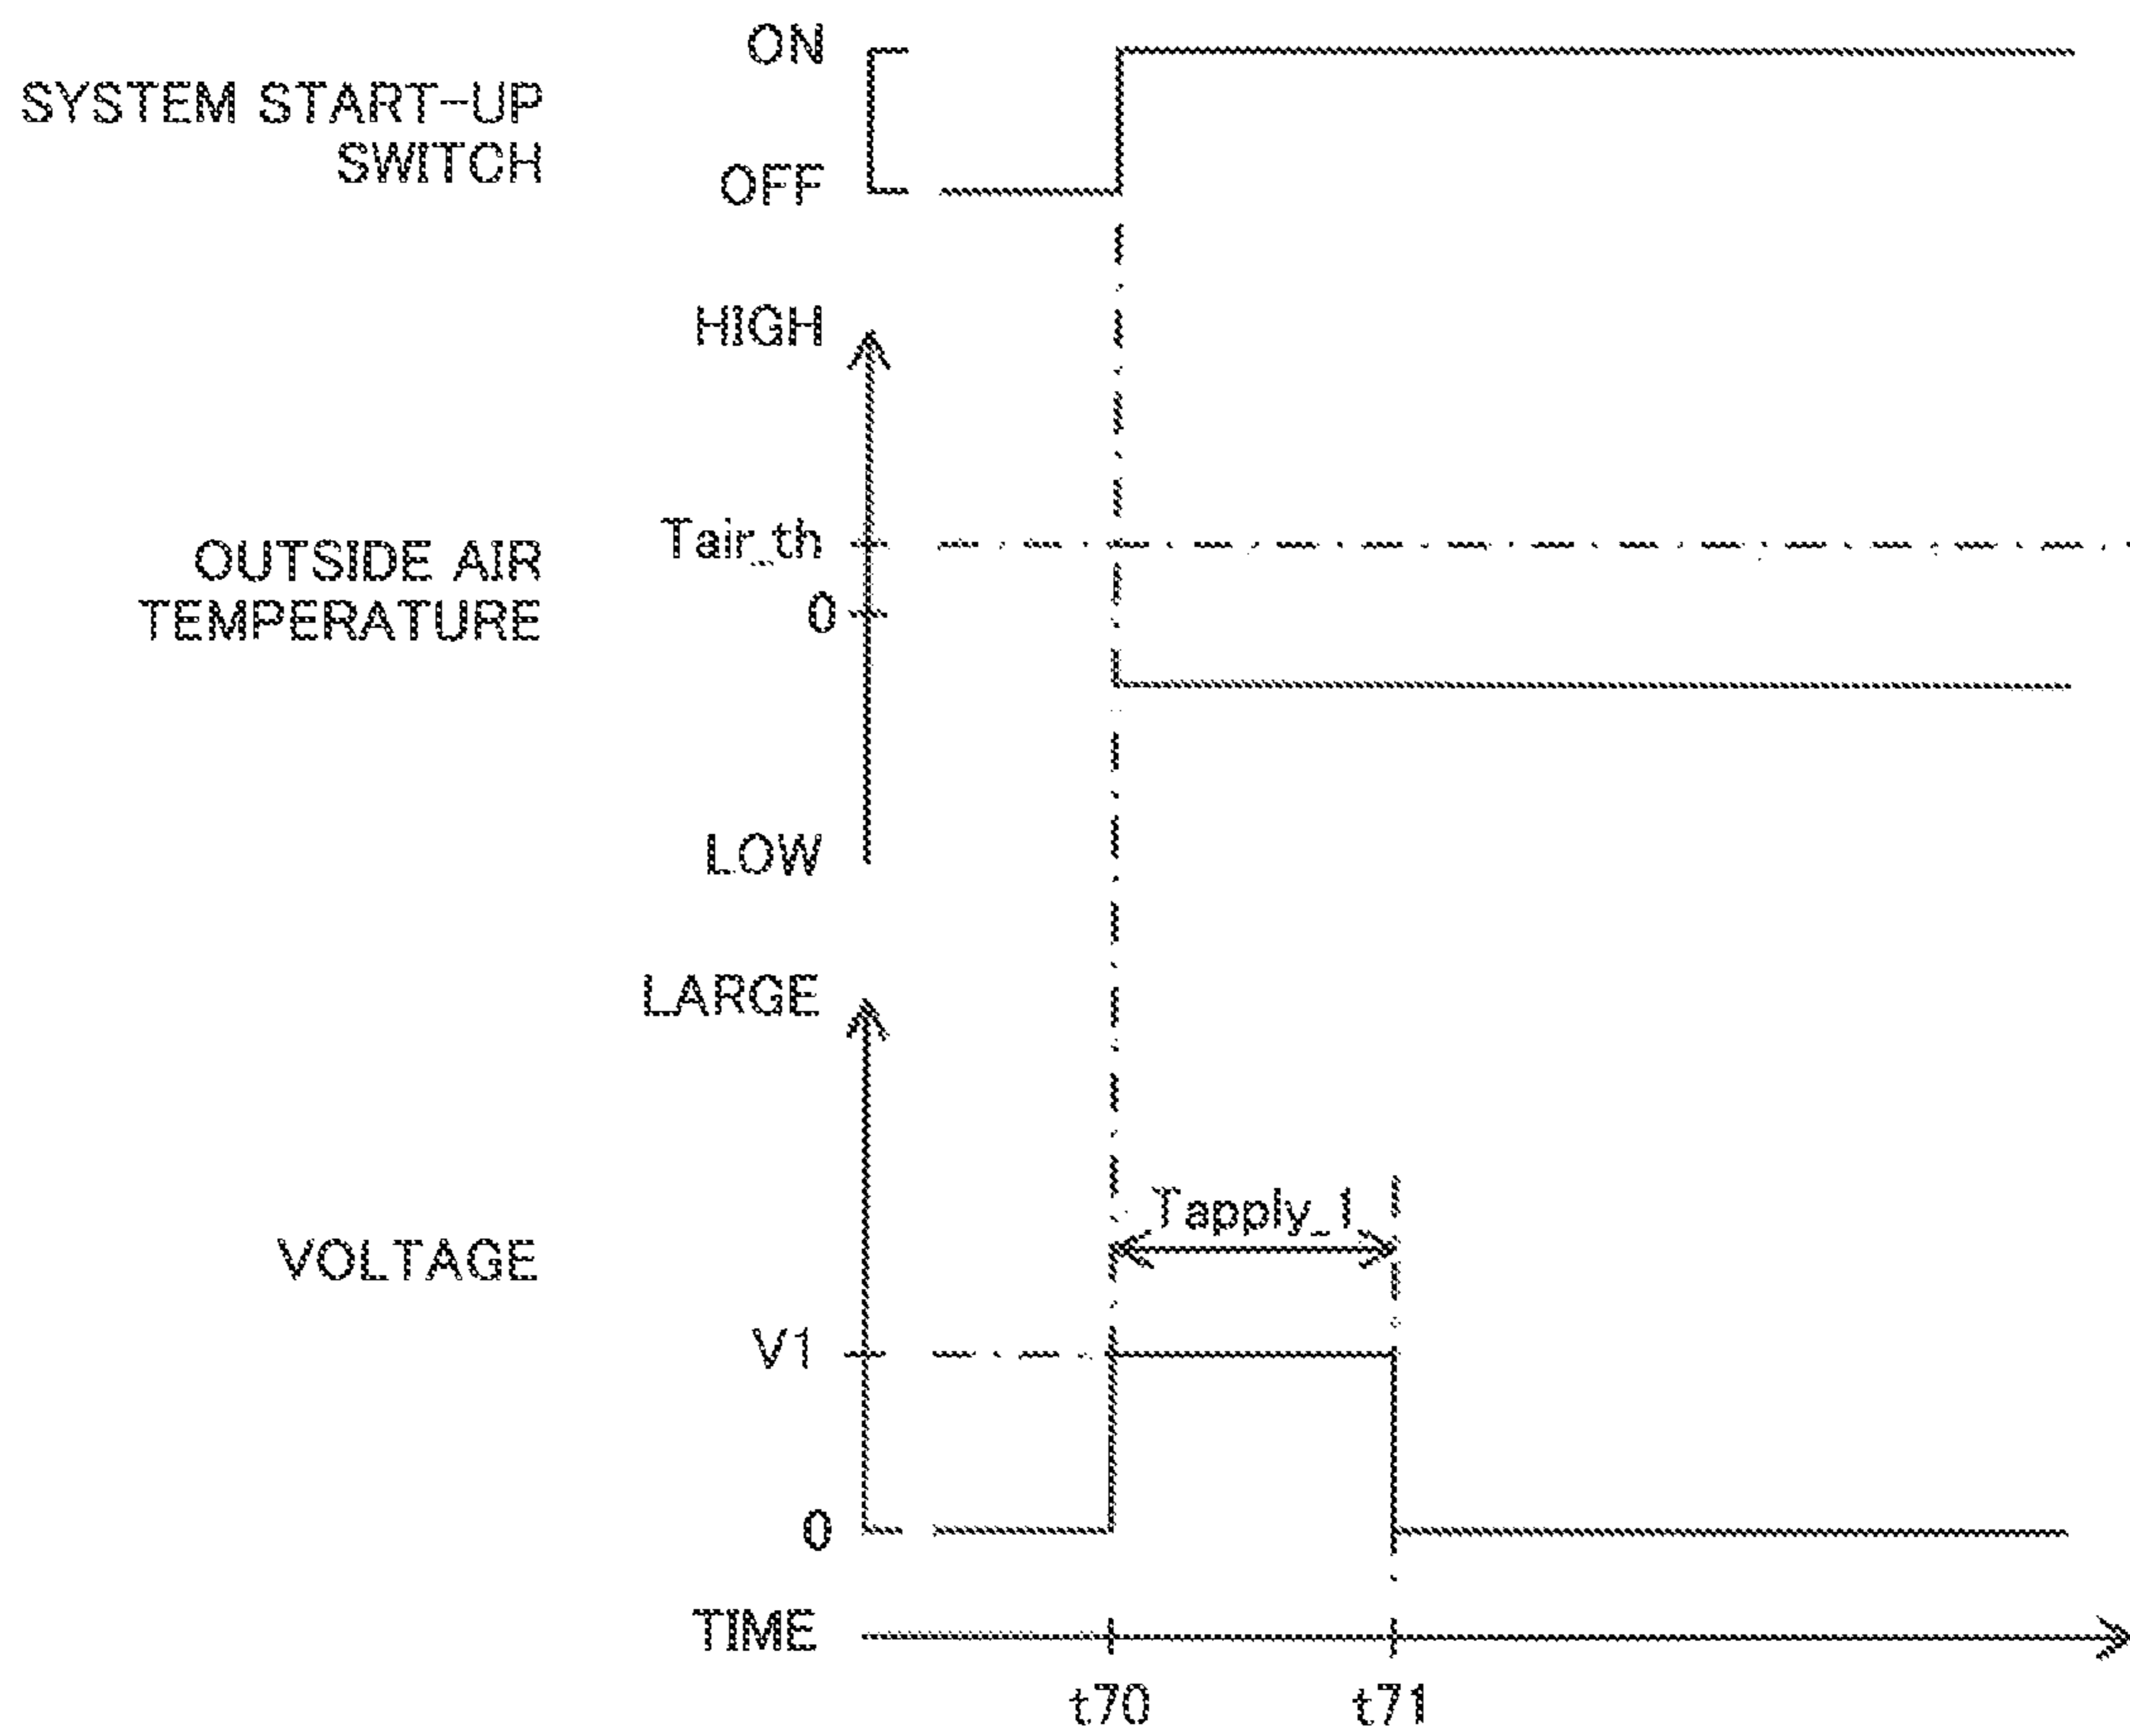 ON
SYSTEM START-UP
SWITCH
OFF
HIGH
Tair_th
OUTSIDE AIR
TEMPERATURE
0
LOW
LARGE
Tapply_1
VOLTAGE
V1
0
TIME
t70 t71